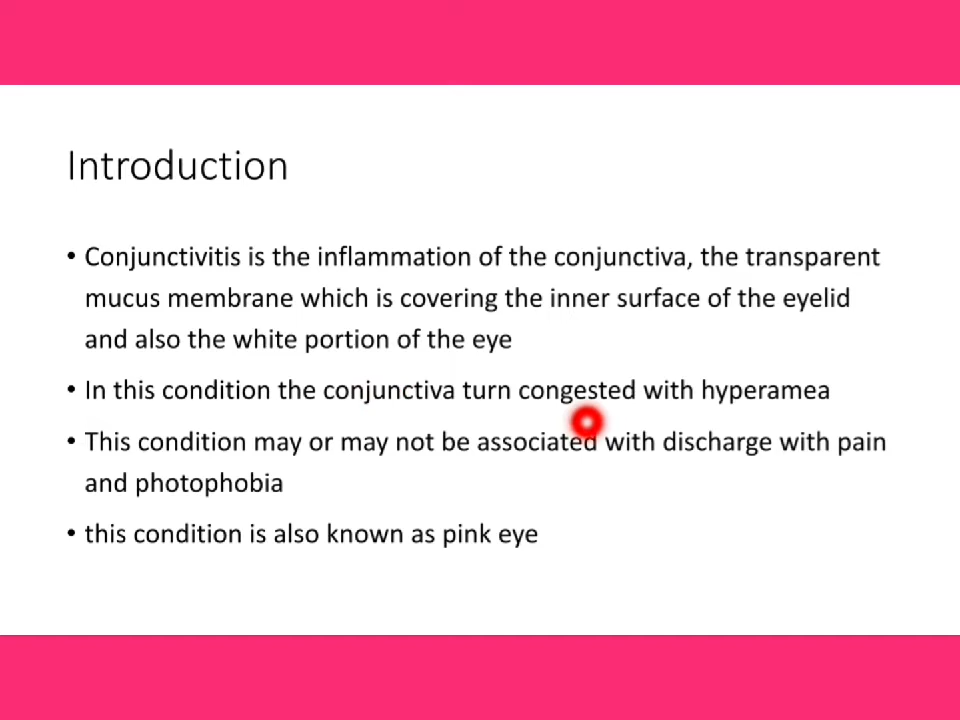 Introduction
• Conjunctivitis is the inflammation of the conjunctiva, the transparent
mucus membrane which is covering the inner surface of the eyelid
and also the white portion of the eye
• In this condition the conjunctiva turn congested with hyperamea
• This condition may or may not be associated with discharge with pain
and photophobia
• this condition is also known as pink eye